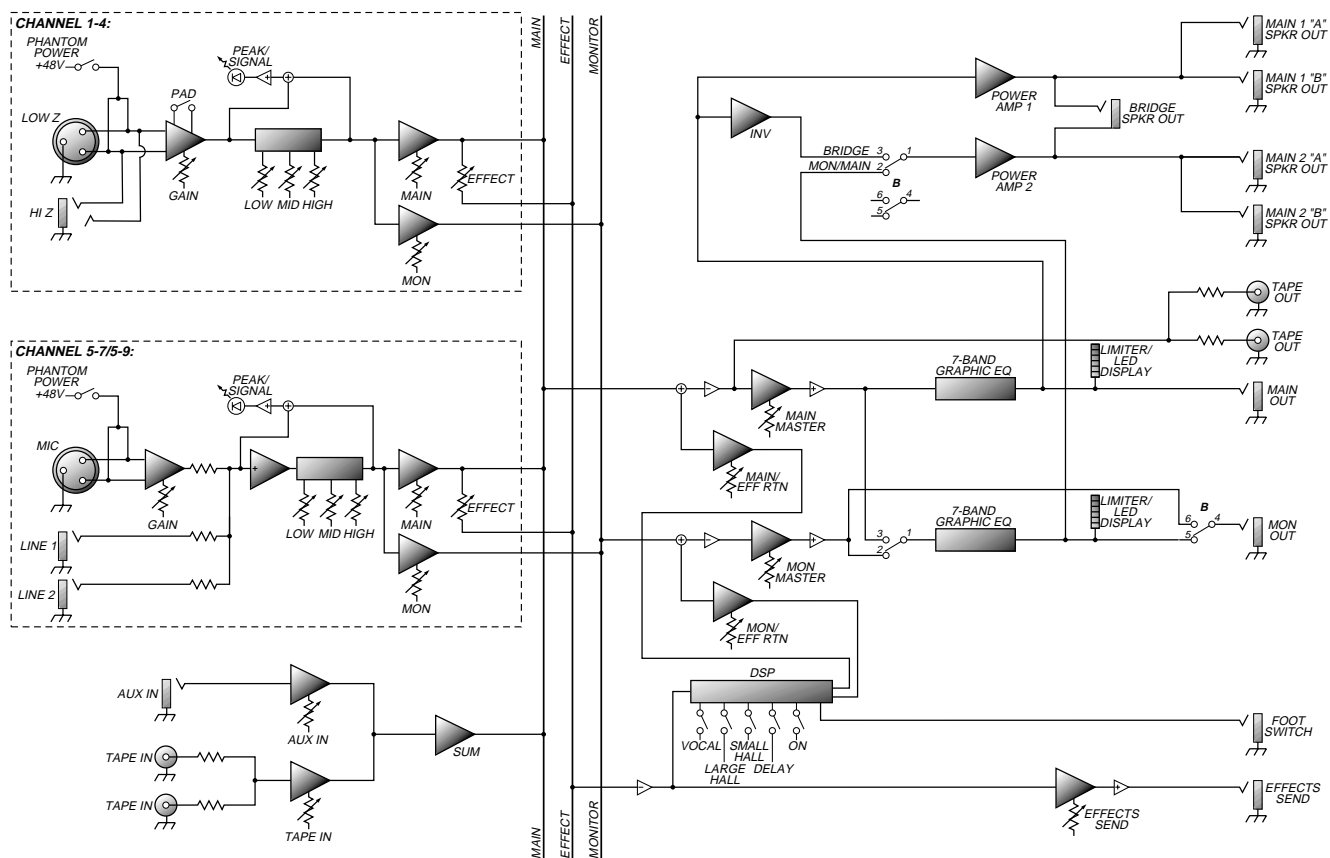 CHANNEL 1-4:
PHANTOM
POWER
+48V
PEAK/
SIGNAL
PAD
LOW Z
GAIN
LOW MID HIGH
MAIN
EFFECT
HI Z
MON
MAIN
EFFECT
MONITOR
CHANNEL 5-7/5-9:
PHANTOM
POWER
+48V
PEAK/
SIGNAL
MIC
GAIN
LOW MID HIGH
MAIN
EFFECT
LINE 1
LINE 2
MON
AUX IN
AUX IN
TAPE IN
TAPE IN
TAPE IN
SUM
MAIN
EFFECT
MONITOR
POWER
AMP 1
INV
BRIDGE
MON/MAIN
3
2
1
B
6
5
4
POWER
AMP 2
BRIDGE
SPKR OUT
MAIN 1 "A"
SPKR OUT
MAIN 1 "B"
SPKR OUT
MAIN 2 "A"
SPKR OUT
MAIN 2 "B"
SPKR OUT
TAPE
OUT
TAPE
OUT
7-BAND
GRAPHIC EQ
LIMITER/
LED
DISPLAY
MAIN
OUT
MAIN
MASTER
MAIN/
EFF RTN
7-BAND
GRAPHIC EQ
LIMITER/
LED
DISPLAY
3
2
1
B
6
5
4
MON
OUT
MON
MASTER
MON/
EFF RTN
DSP
VOCAL
LARGE
HALL
SMALL
HALL
DELAY
ON
FOOT
SWITCH
EFFECTS
SEND
EFFECTS
SEND